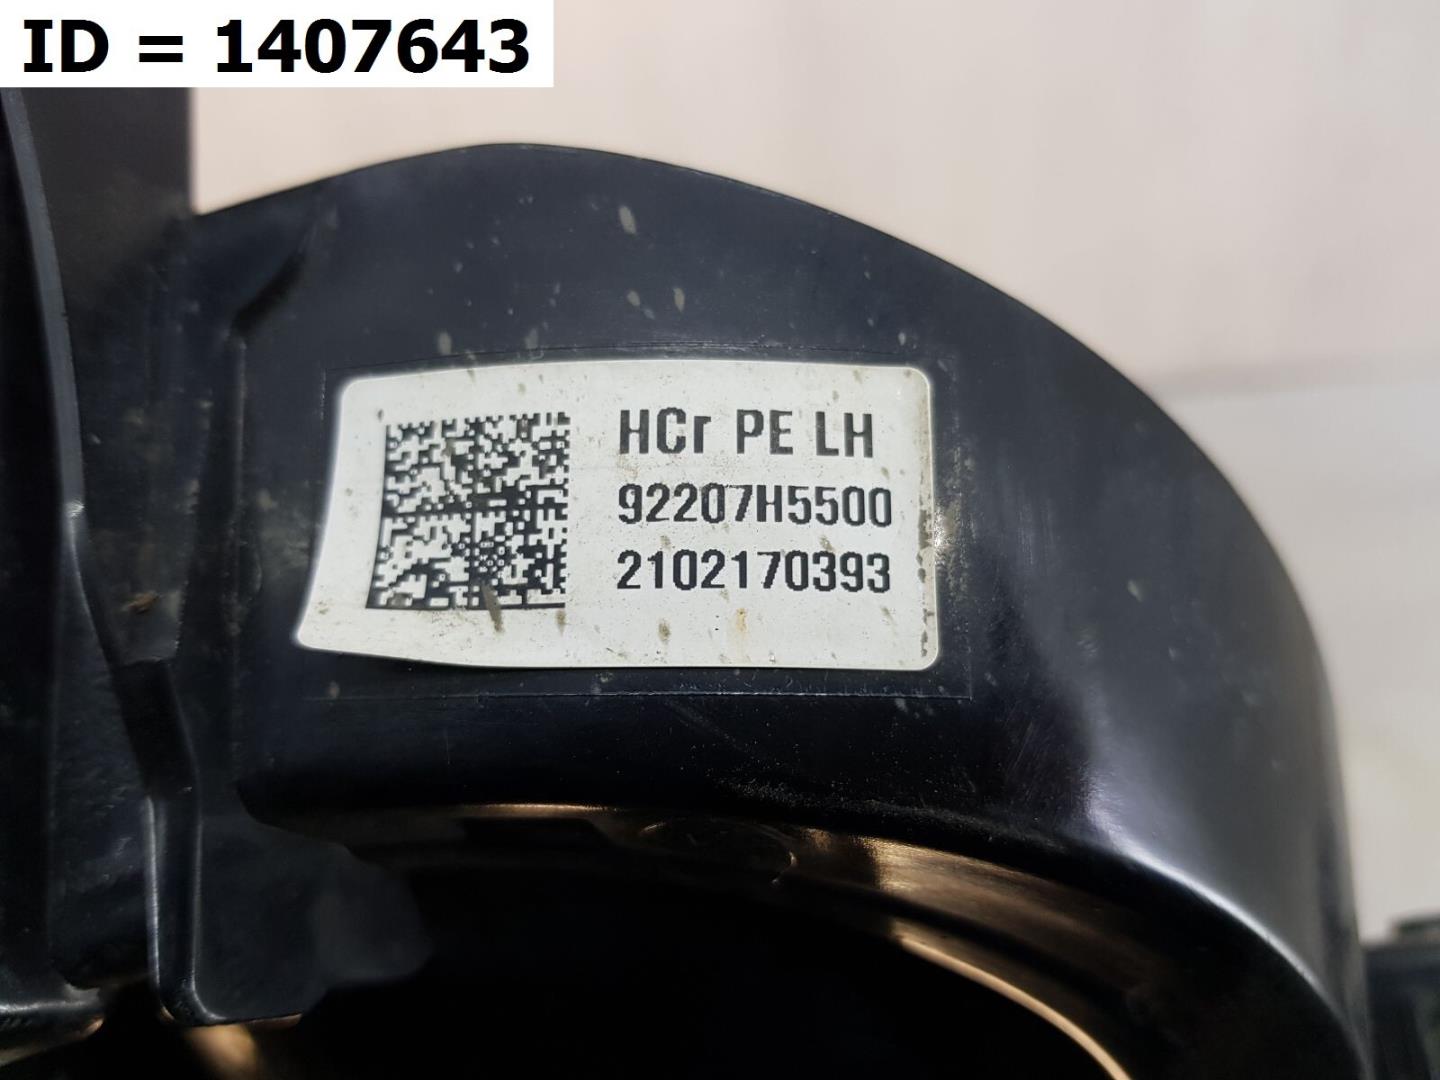 ID = 1407643
HCr PE LH
92207H5500
2102170393